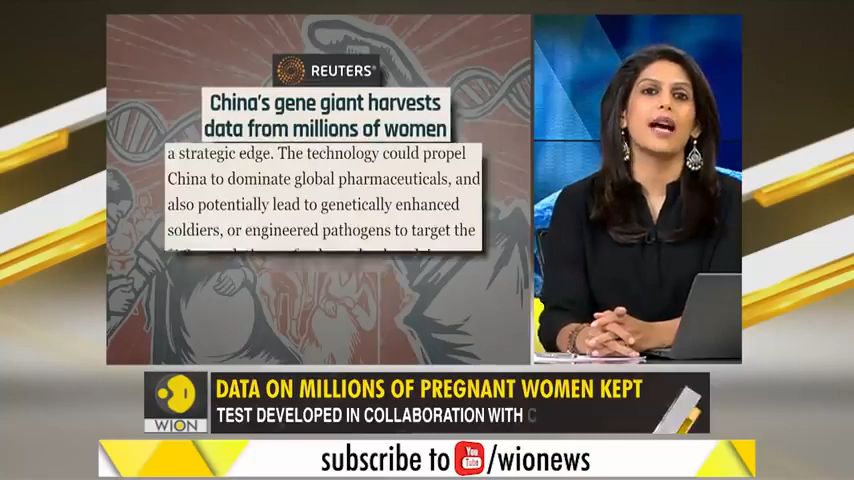 REUTERS
China's gene giant harvests
data from millions of women
a strategic edge. The technology could propel
China to dominate global pharmaceuticals, and
also potentially lead to genetically enhanced
soldiers, or engineered pathogens to target the
WION
DATA ON MILLIONS OF PREGNANT WOMEN KEPT
TEST DEVELOPED IN COLLABORATION WITH C
subscribe to You Tube /wionews